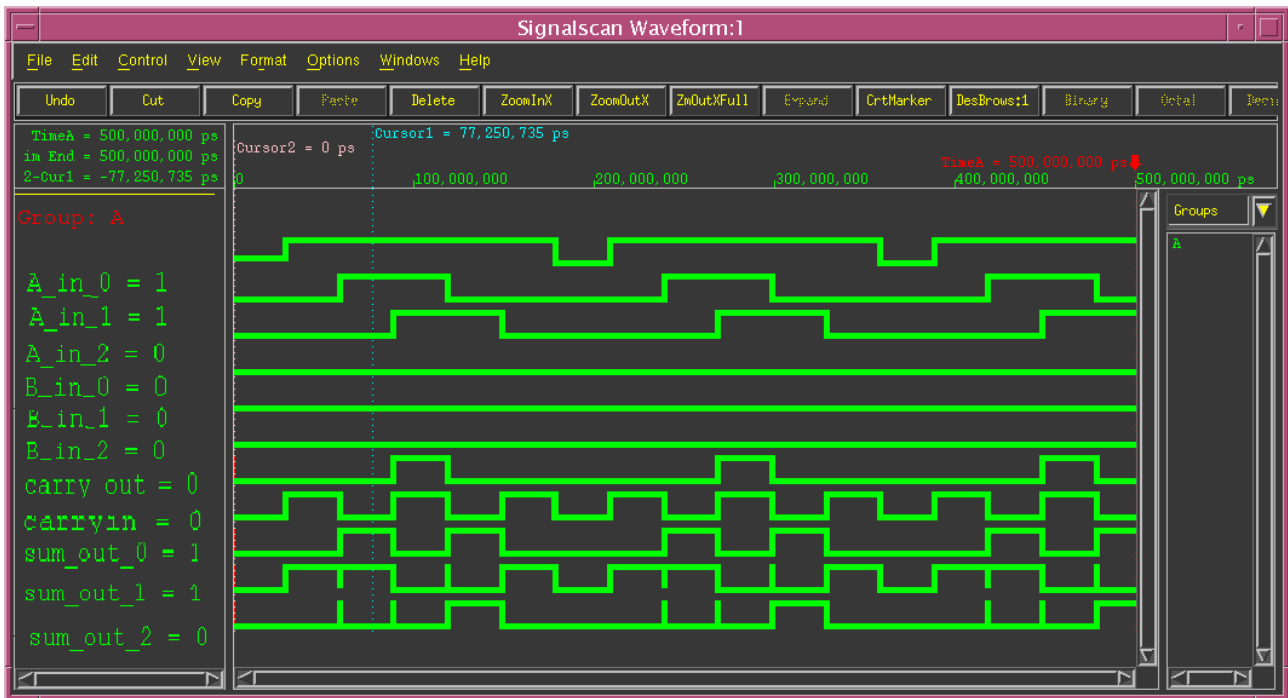 Signalscan Waveform:1
File Edit Control View Format Options Windows Help
Undo Cut Copy Paste Delete ZoomInX ZoomOutX ZmOutXFull Expand CrtMarker DesBrows:1 Binary Octal Deci
TimeA = 500,000,000 ps
im End = 500,000,000 ps
2-Cur1 = -77,250,735 ps
Cursor1 = 77,250,735 ps
Cursor2 = 0 ps
TimeA = 500,000,000 ps
0 100,000,000 200,000,000 300,000,000 400,000,000 500,000,000 ps
Group: A
Groups
A
A_in_0 = 1
A_in_1 = 1
A_in_2 = 0
B_in_0 = 0
B_in_1 = 0
B_in_2 = 0
carry out = 0
carryin = 0
sum_out_0 = 1
sum_out_1 = 1
sum_out_2 = 0